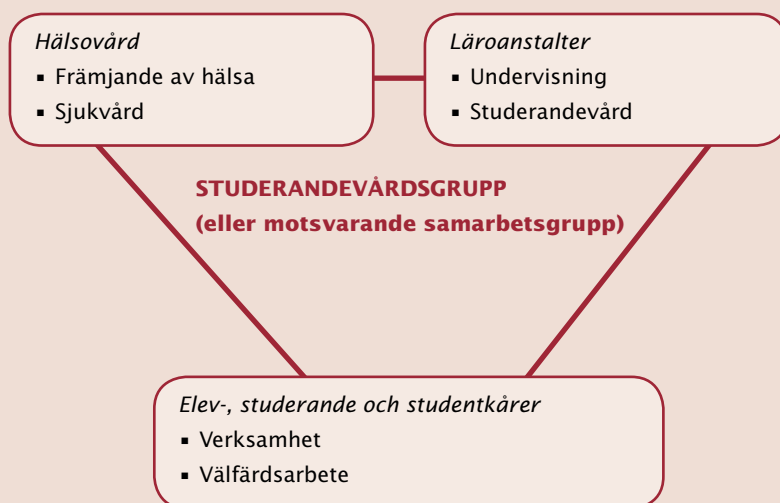 Hälsovård
▪ Främjande av hälsa
▪ Sjukvård
Läroanstalter
▪ Undervisning
▪ Studerandevård
STUDERANDEVÅRDSGRUPP
(eller motsvarande samarbetsgrupp)
Elev-, studerande och studentkårer
▪ Verksamhet
▪ Välfärdsarbete